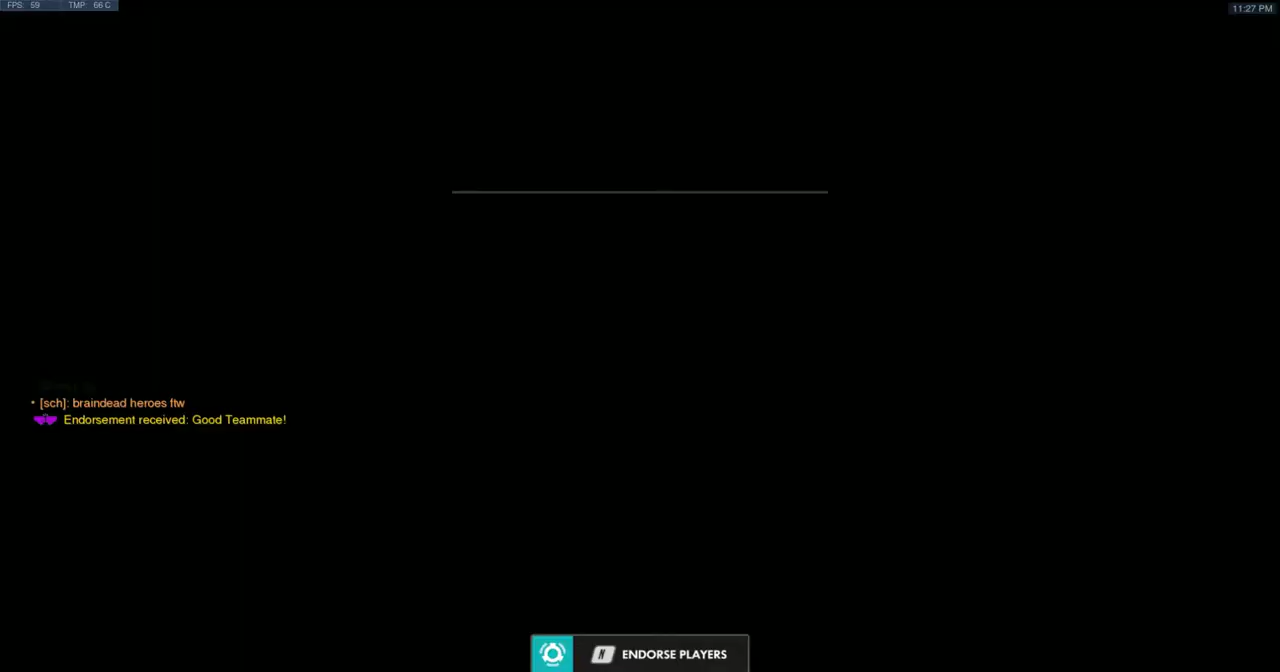 FPS: 59 TMP: 66 C
11:27 PM
[sch]: braindead heroes ftw
Endorsement received: Good Teammate!
N ENDORSE PLAYERS